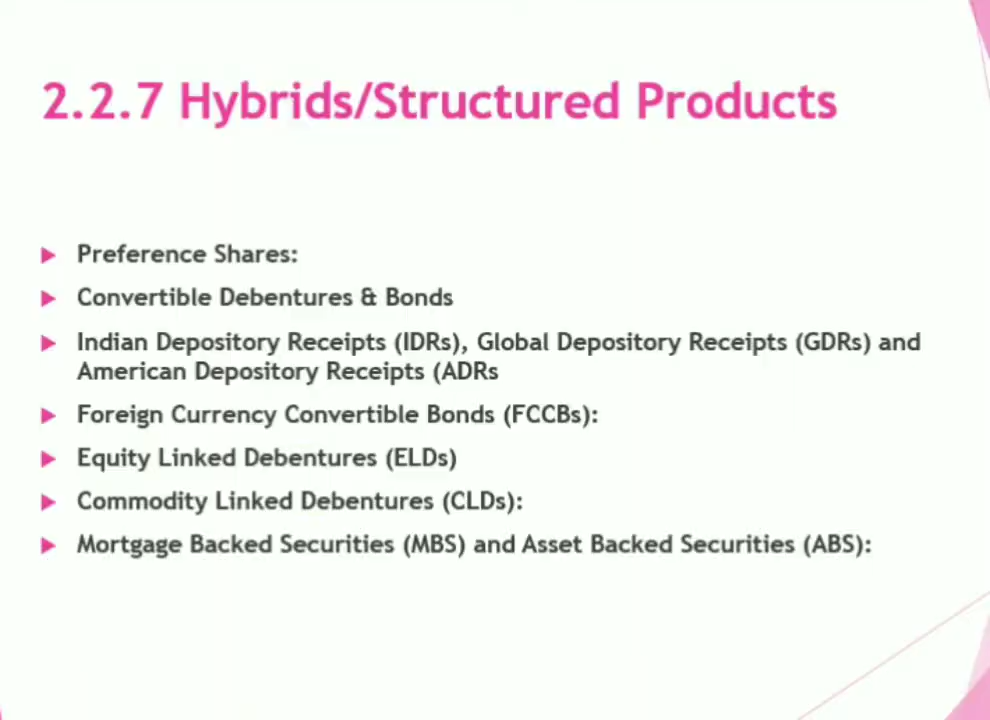 2.2.7 Hybrids/Structured Products
Preference Shares:
Convertible Debentures & Bonds
Indian Depository Receipts (IDRs), Global Depository Receipts (GDRs) and
American Depository Receipts (ADRs
Foreign Currency Convertible Bonds (FCCBs):
Equity Linked Debentures (ELDs)
Commodity Linked Debentures (CLDs):
Mortgage Backed Securities (MBS) and Asset Backed Securities (ABS):